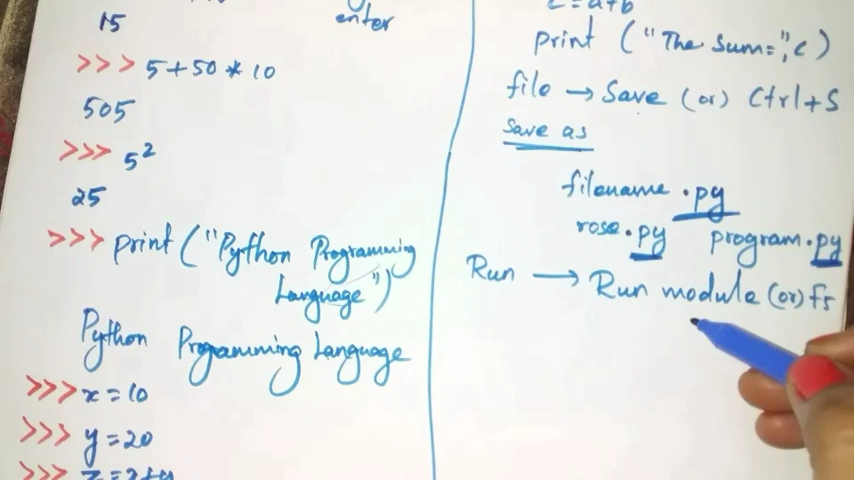 15
enter
>>> 5+50 * 10
505
>>> 5²
25
>>> print ("Python Programming
Language")
Python Progamming Language
>>> x = 10
>>> y = 20
>>>
c = a+b
print ("The Sum=", c)
file → Save (or) Ctrl+S
Save as
filename .py
rose .py program .py
Run → Run module (or) f5